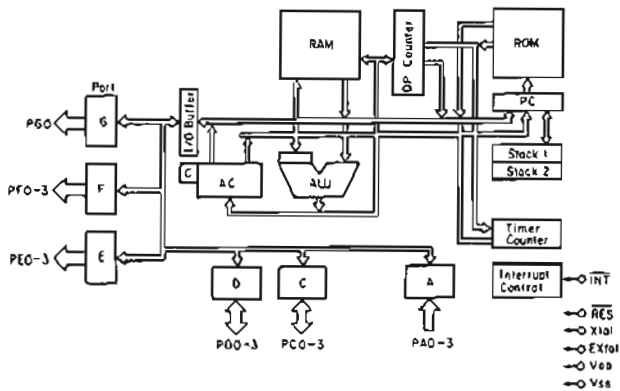 RAM
DP Counter
ROM
Port
PG0
G
I/O Buffer
PC
Stack 1
Stack 2
PF0-3
F
C
AC
ALU
PE0-3
E
Timer
Counter
D
C
A
Interrupt
Control
INT
PD0-3
PC0-3
PA0-3
RES
Xtal
EXtal
VDD
VSS